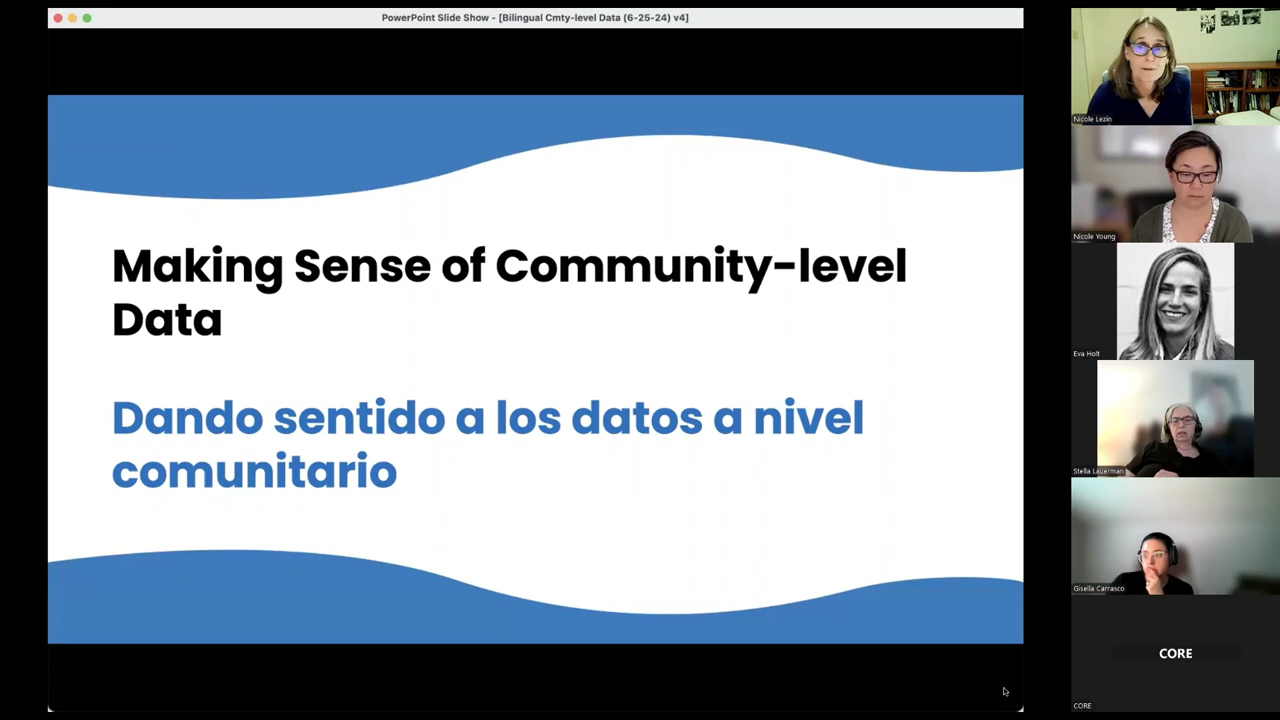 PowerPoint Slide Show - [Bilingual Cmty-level Data (6-25-24) v4]
Making Sense of Community-level
Data
Dando sentido a los datos a nivel
comunitario
Nicole Lezin
Nicole Young
Eva Holt
Stella Lauerman
Gisella Carrasco
CORE
CORE